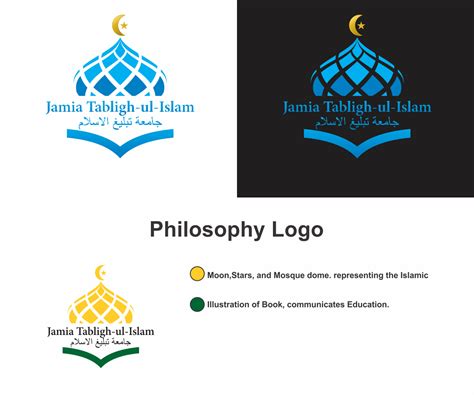 Jamia Tabligh-ul-Islam
جامعة تبليغ الاسلام
Jamia Tabligh-ul-Islam
جامعة تبليغ الاسلام
Philosophy Logo
Moon,Stars, and Mosque dome. representing the Islamic
Illustration of Book, communicates Education.
Jamia Tabligh-ul-Islam
جامعة تبليغ الاسلام